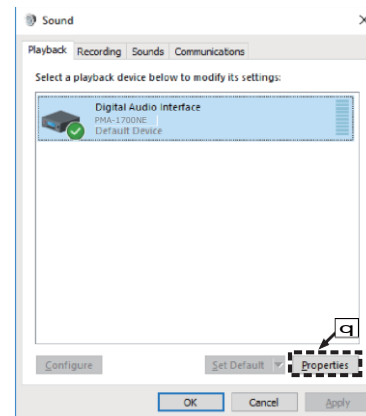 Sound
Playback Recording Sounds Communications
Select a playback device below to modify its settings:
Digital Audio Interface
PMA-1700NE
Default Device
q
Configure Set Default Properties
OK Cancel Apply